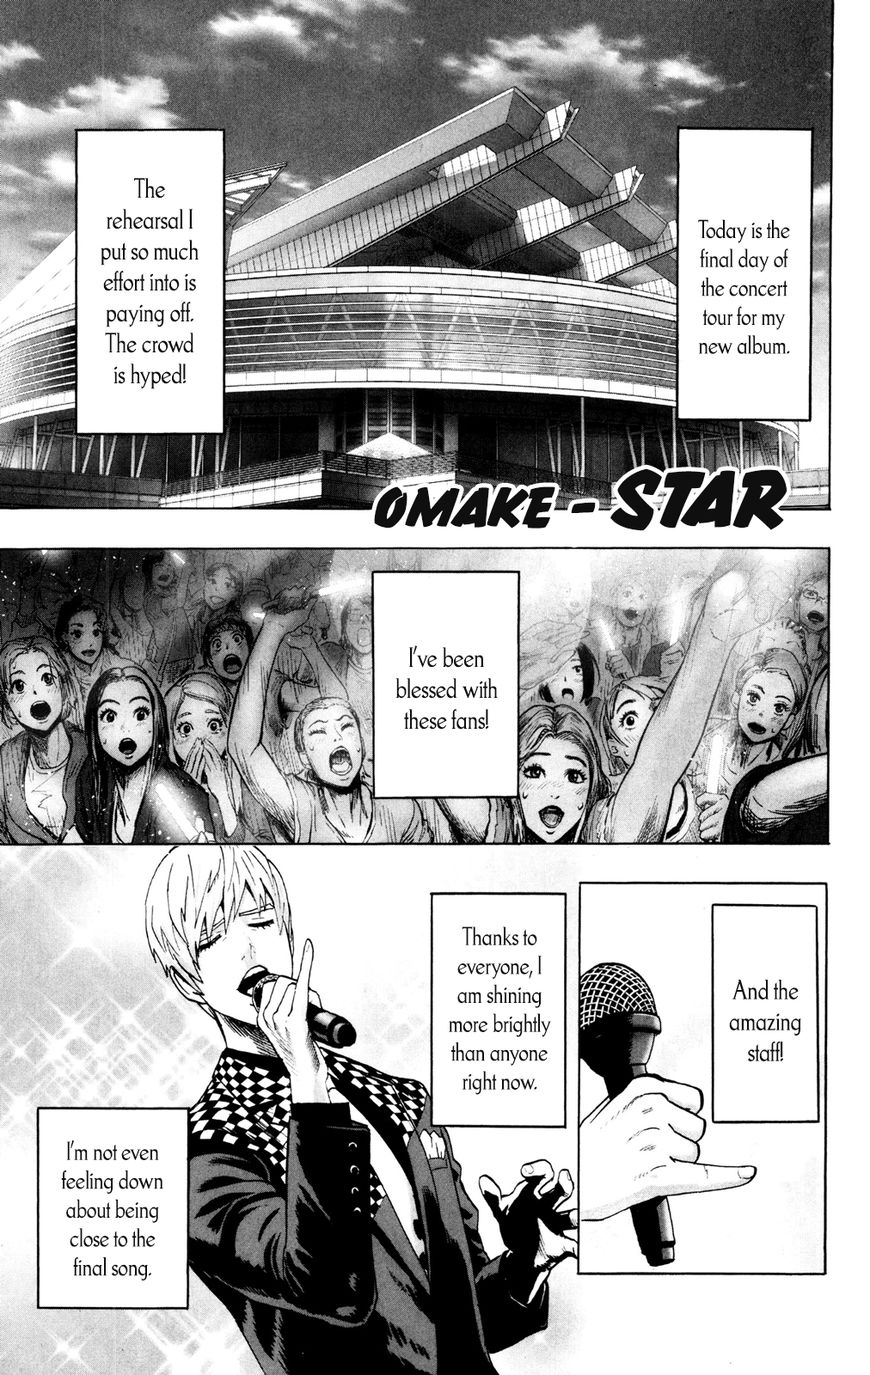 Today is the
final day of
the concert
tour for my
new album.
The
rehearsal I
put so much
effort into is
paying off.
The crowd
is hyped!
OMAKE - STAR
I've been
blessed with
these fans!
And the
amazing
staff!
Thanks to
everyone, I
am shining
more brightly
than anyone
right now.
I'm not even
feeling down
about being
close to the
final song.